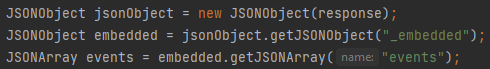 JSONObject jsonObject = new JSONObject(response);
JSONObject embedded = jsonObject.getJSONObject("_embedded");
JSONArray events = embedded.getJSONArray( name: "events");